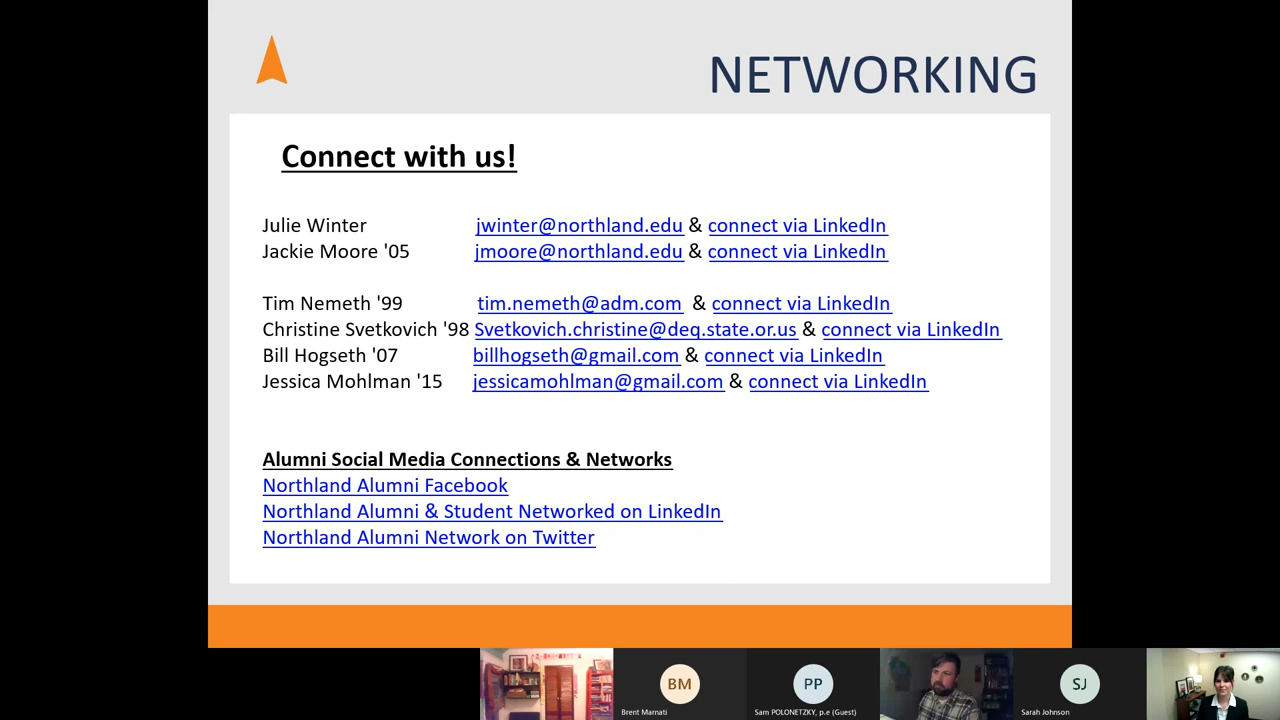 NETWORKING
Connect with us!
Julie Winter jwinter@northland.edu & connect via LinkedIn
Jackie Moore '05 jmoore@northland.edu & connect via LinkedIn
Tim Nemeth '99 tim.nemeth@adm.com & connect via LinkedIn
Christine Svetkovich '98 Svetkovich.christine@deq.state.or.us & connect via LinkedIn
Bill Hogseth '07 billhogseth@gmail.com & connect via LinkedIn
Jessica Mohlman '15 jessicamohlman@gmail.com & connect via LinkedIn
Alumni Social Media Connections & Networks
Northland Alumni Facebook
Northland Alumni & Student Networked on LinkedIn
Northland Alumni Network on Twitter
BM PP SJ
Brent Marnati Sam POLONETZKY, p.e (Guest) Sarah Johnson